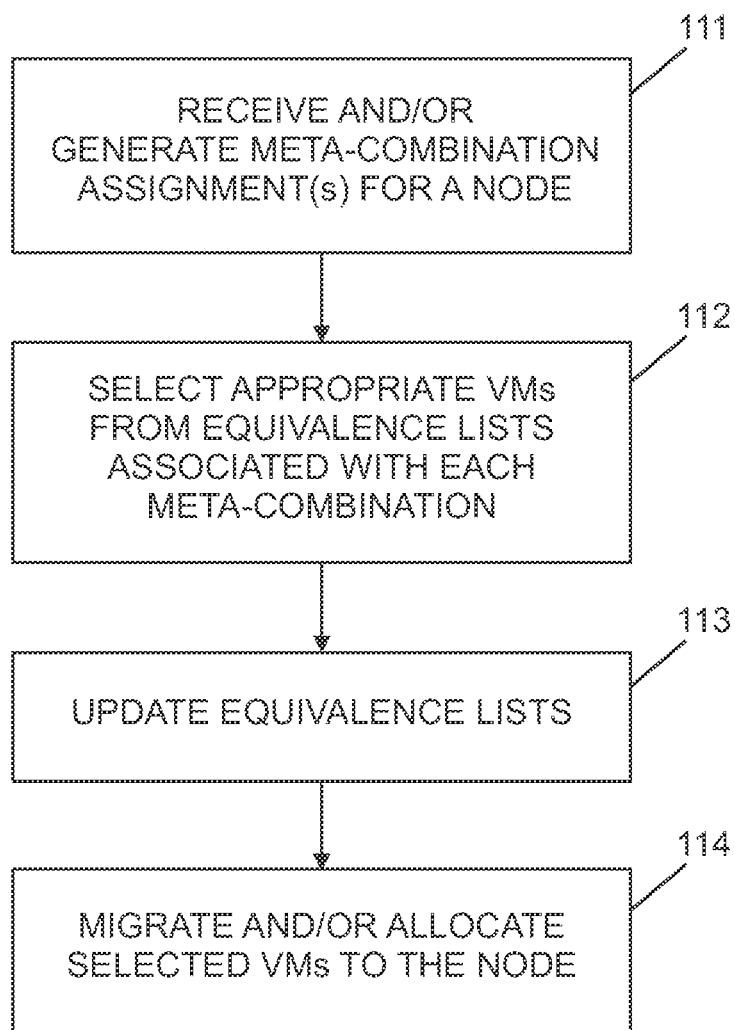 111
RECEIVE AND/OR
GENERATE META-COMBINATION
ASSIGNMENT(s) FOR A NODE
112
SELECT APPROPRIATE VMs
FROM EQUIVALENCE LISTS
ASSOCIATED WITH EACH
META-COMBINATION
113
UPDATE EQUIVALENCE LISTS
114
MIGRATE AND/OR ALLOCATE
SELECTED VMs TO THE NODE